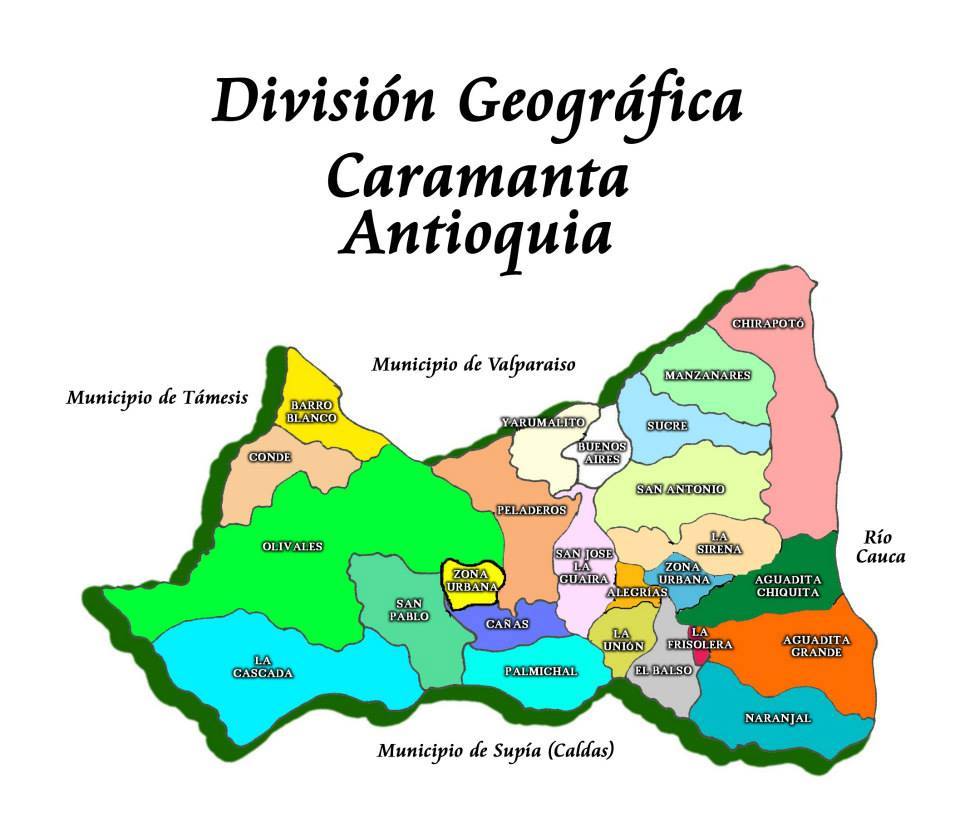 División Geográfica
Caramanta
Antioquia
CHIRAPOTÓ
Municipio de Valparaiso
MANZANARES
Municipio de Támesis
BARRO
BLANCO
YARUMALITO
SUCRE
BUENOS
AIRES
CONDE
SAN ANTONIO
PELADEROS
OLIVALES
LA
SIRENA
Río
Cauca
SAN JOSE
LA
GUAIRA
ZONA
URBANA
ZONA
URBANA
AGUADITA
CHIQUITA
ALEGRÍAS
SAN
PABLO
CAÑAS
LA
UNIÓN
LA
FRISOLERA
AGUADITA
GRANDE
LA
CASCADA
PALMICHAL
EL BALSO
NARANJAL
Municipio de Supía (Caldas)